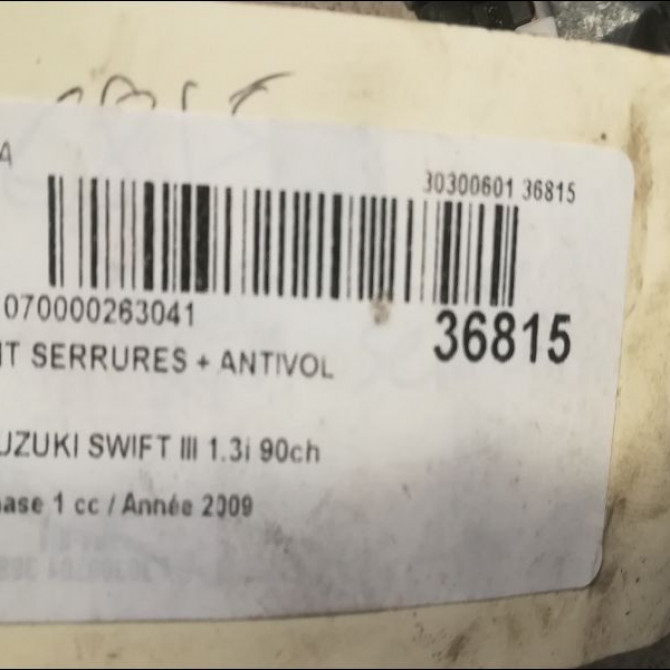 A
30300601 36815
070000263041
36815
IT SERRURES + ANTIVOL
UZUKI SWIFT III 1.3i 90ch
hase 1 cc / Année 2009